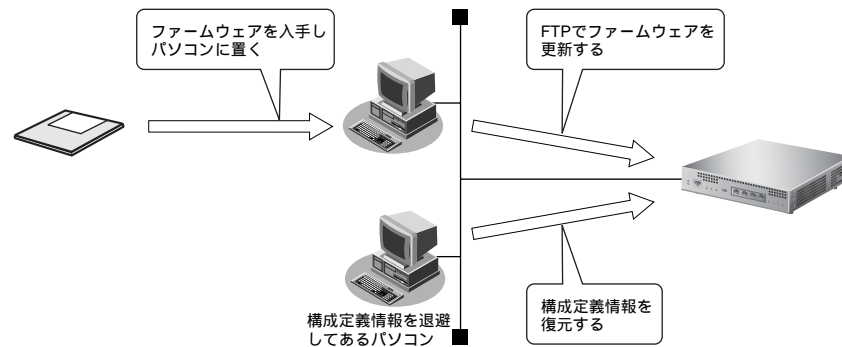 ファームウェアを入手し
パソコンに置く
FTPでファームウェアを
更新する
構成定義情報を退避
してあるパソコン
構成定義情報を
復元する